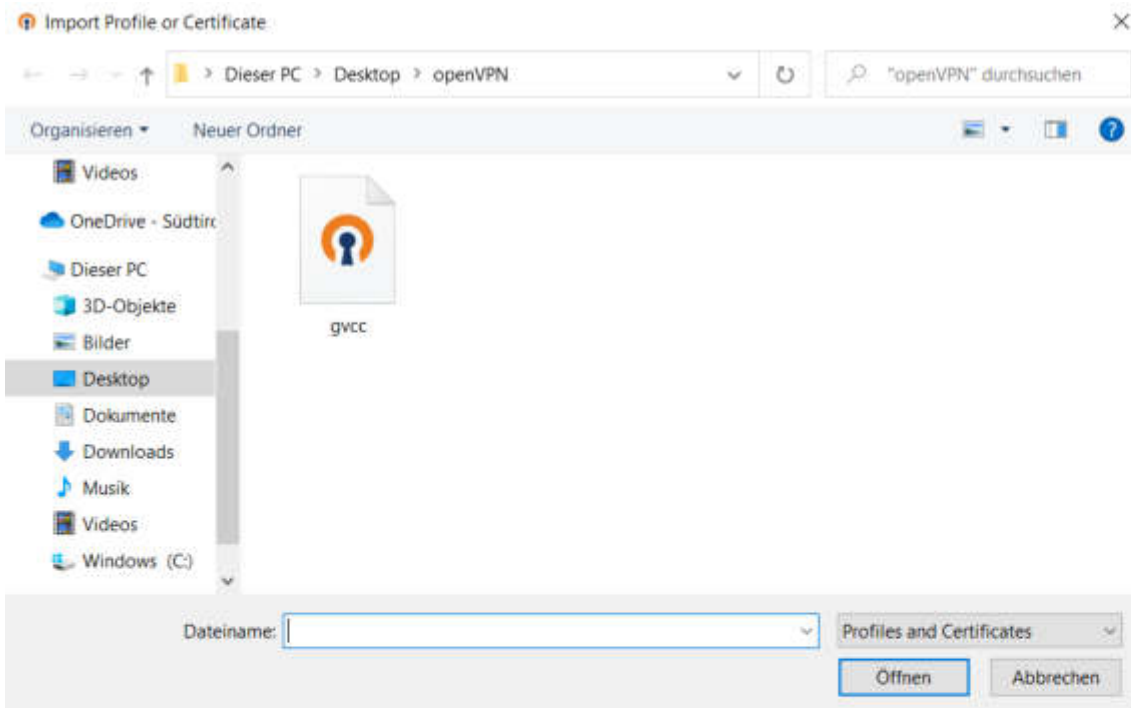 Import Profile or Certificate
Dieser PC > Desktop > openVPN
"openVPN" durchsuchen
Organisieren
Neuer Ordner
Videos
OneDrive - Südtirc
Dieser PC
3D-Objekte
Bilder
Desktop
Dokumente
Downloads
Musik
Videos
Windows (C:)
gvcc
Dateiname:
Profiles and Certificates
Öffnen
Abbrechen